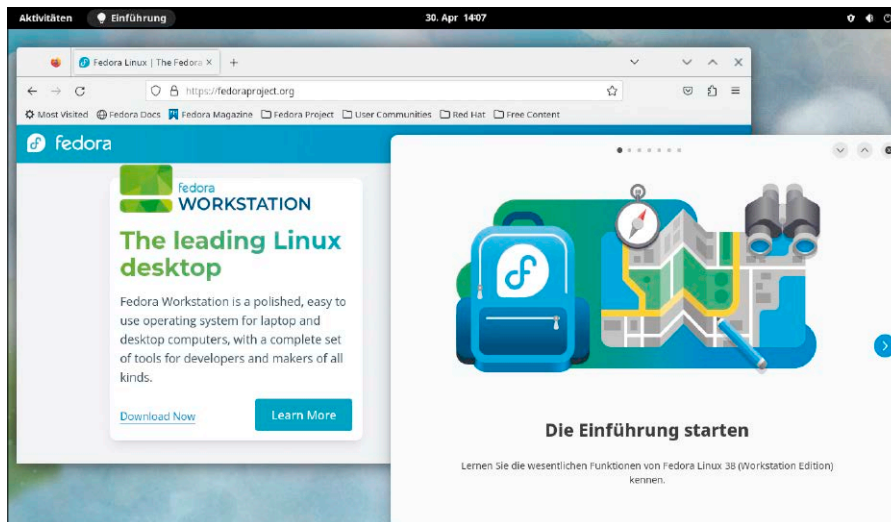 Aktivitäten
Einführung
30. Apr 14:07
Fedora Linux | The Fedora
https://fedoraproject.org
Most Visited
Fedora Docs
Fedora Magazine
Fedora Project
User Communities
Red Hat
Free Content
fedora
fedora
WORKSTATION
The leading Linux
desktop
Fedora Workstation is a polished, easy to
use operating system for laptop and
desktop computers, with a complete set
of tools for developers and makers of all
kinds.
Download Now
Learn More
Die Einführung starten
Lernen Sie die wesentlichen Funktionen von Fedora Linux 38 (Workstation Edition)
kennen.